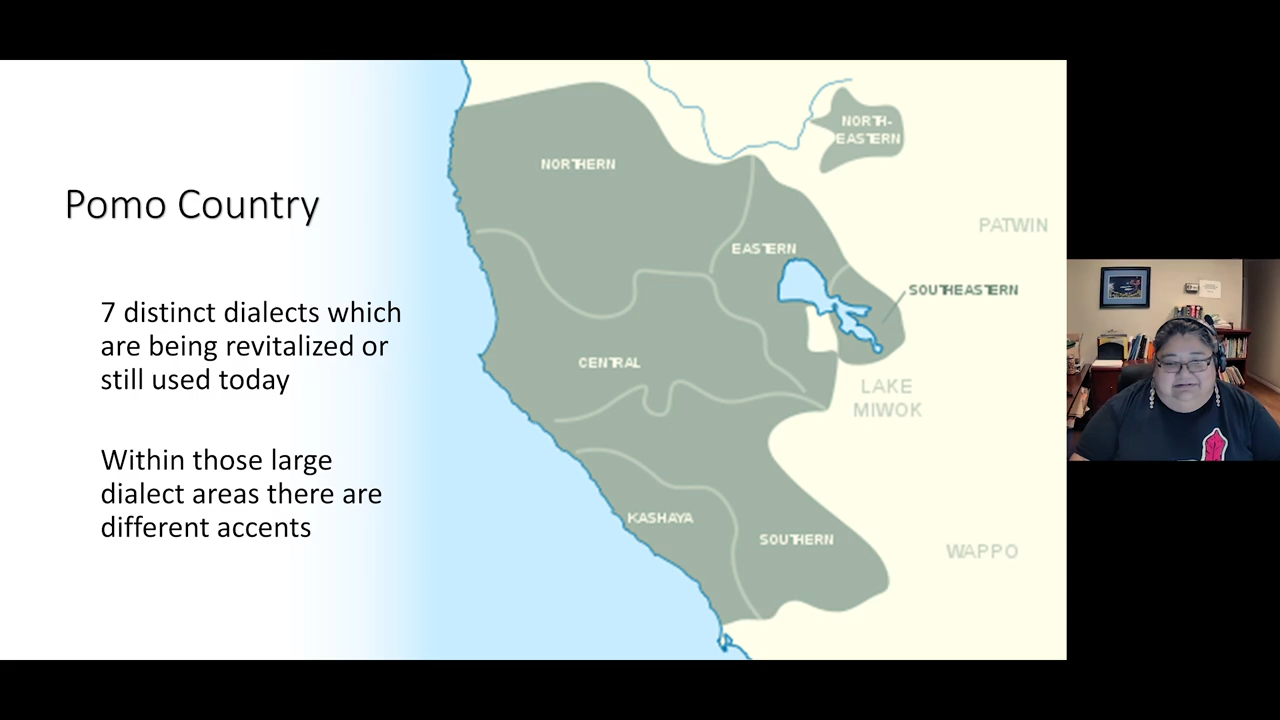 Pomo Country
7 distinct dialects which
are being revitalized or
still used today
Within those large
dialect areas there are
different accents
NORTH-
EASTERN
NORTHERN
PATWIN
EASTERN
SOUTHEASTERN
CENTRAL
LAKE
MIWOK
KASHAYA
SOUTHERN
WAPPO